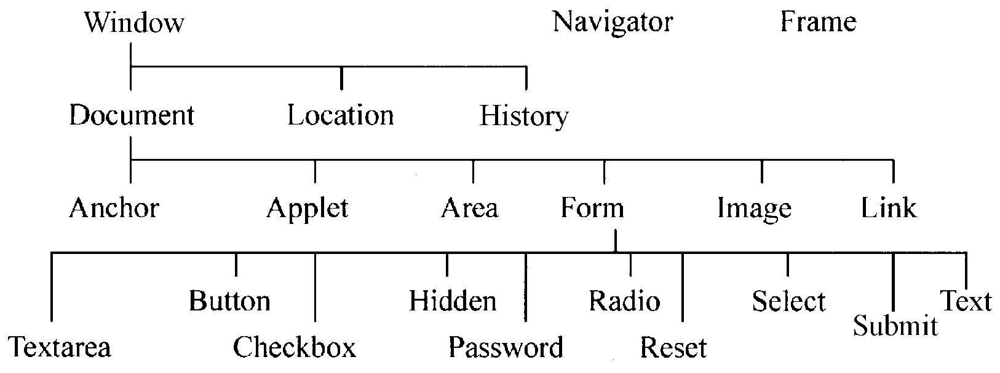 Window Navigator Frame
Document Location History
Anchor Applet Area Form Image Link
Button Hidden Radio Select Text
Submit
Textarea Checkbox Password Reset